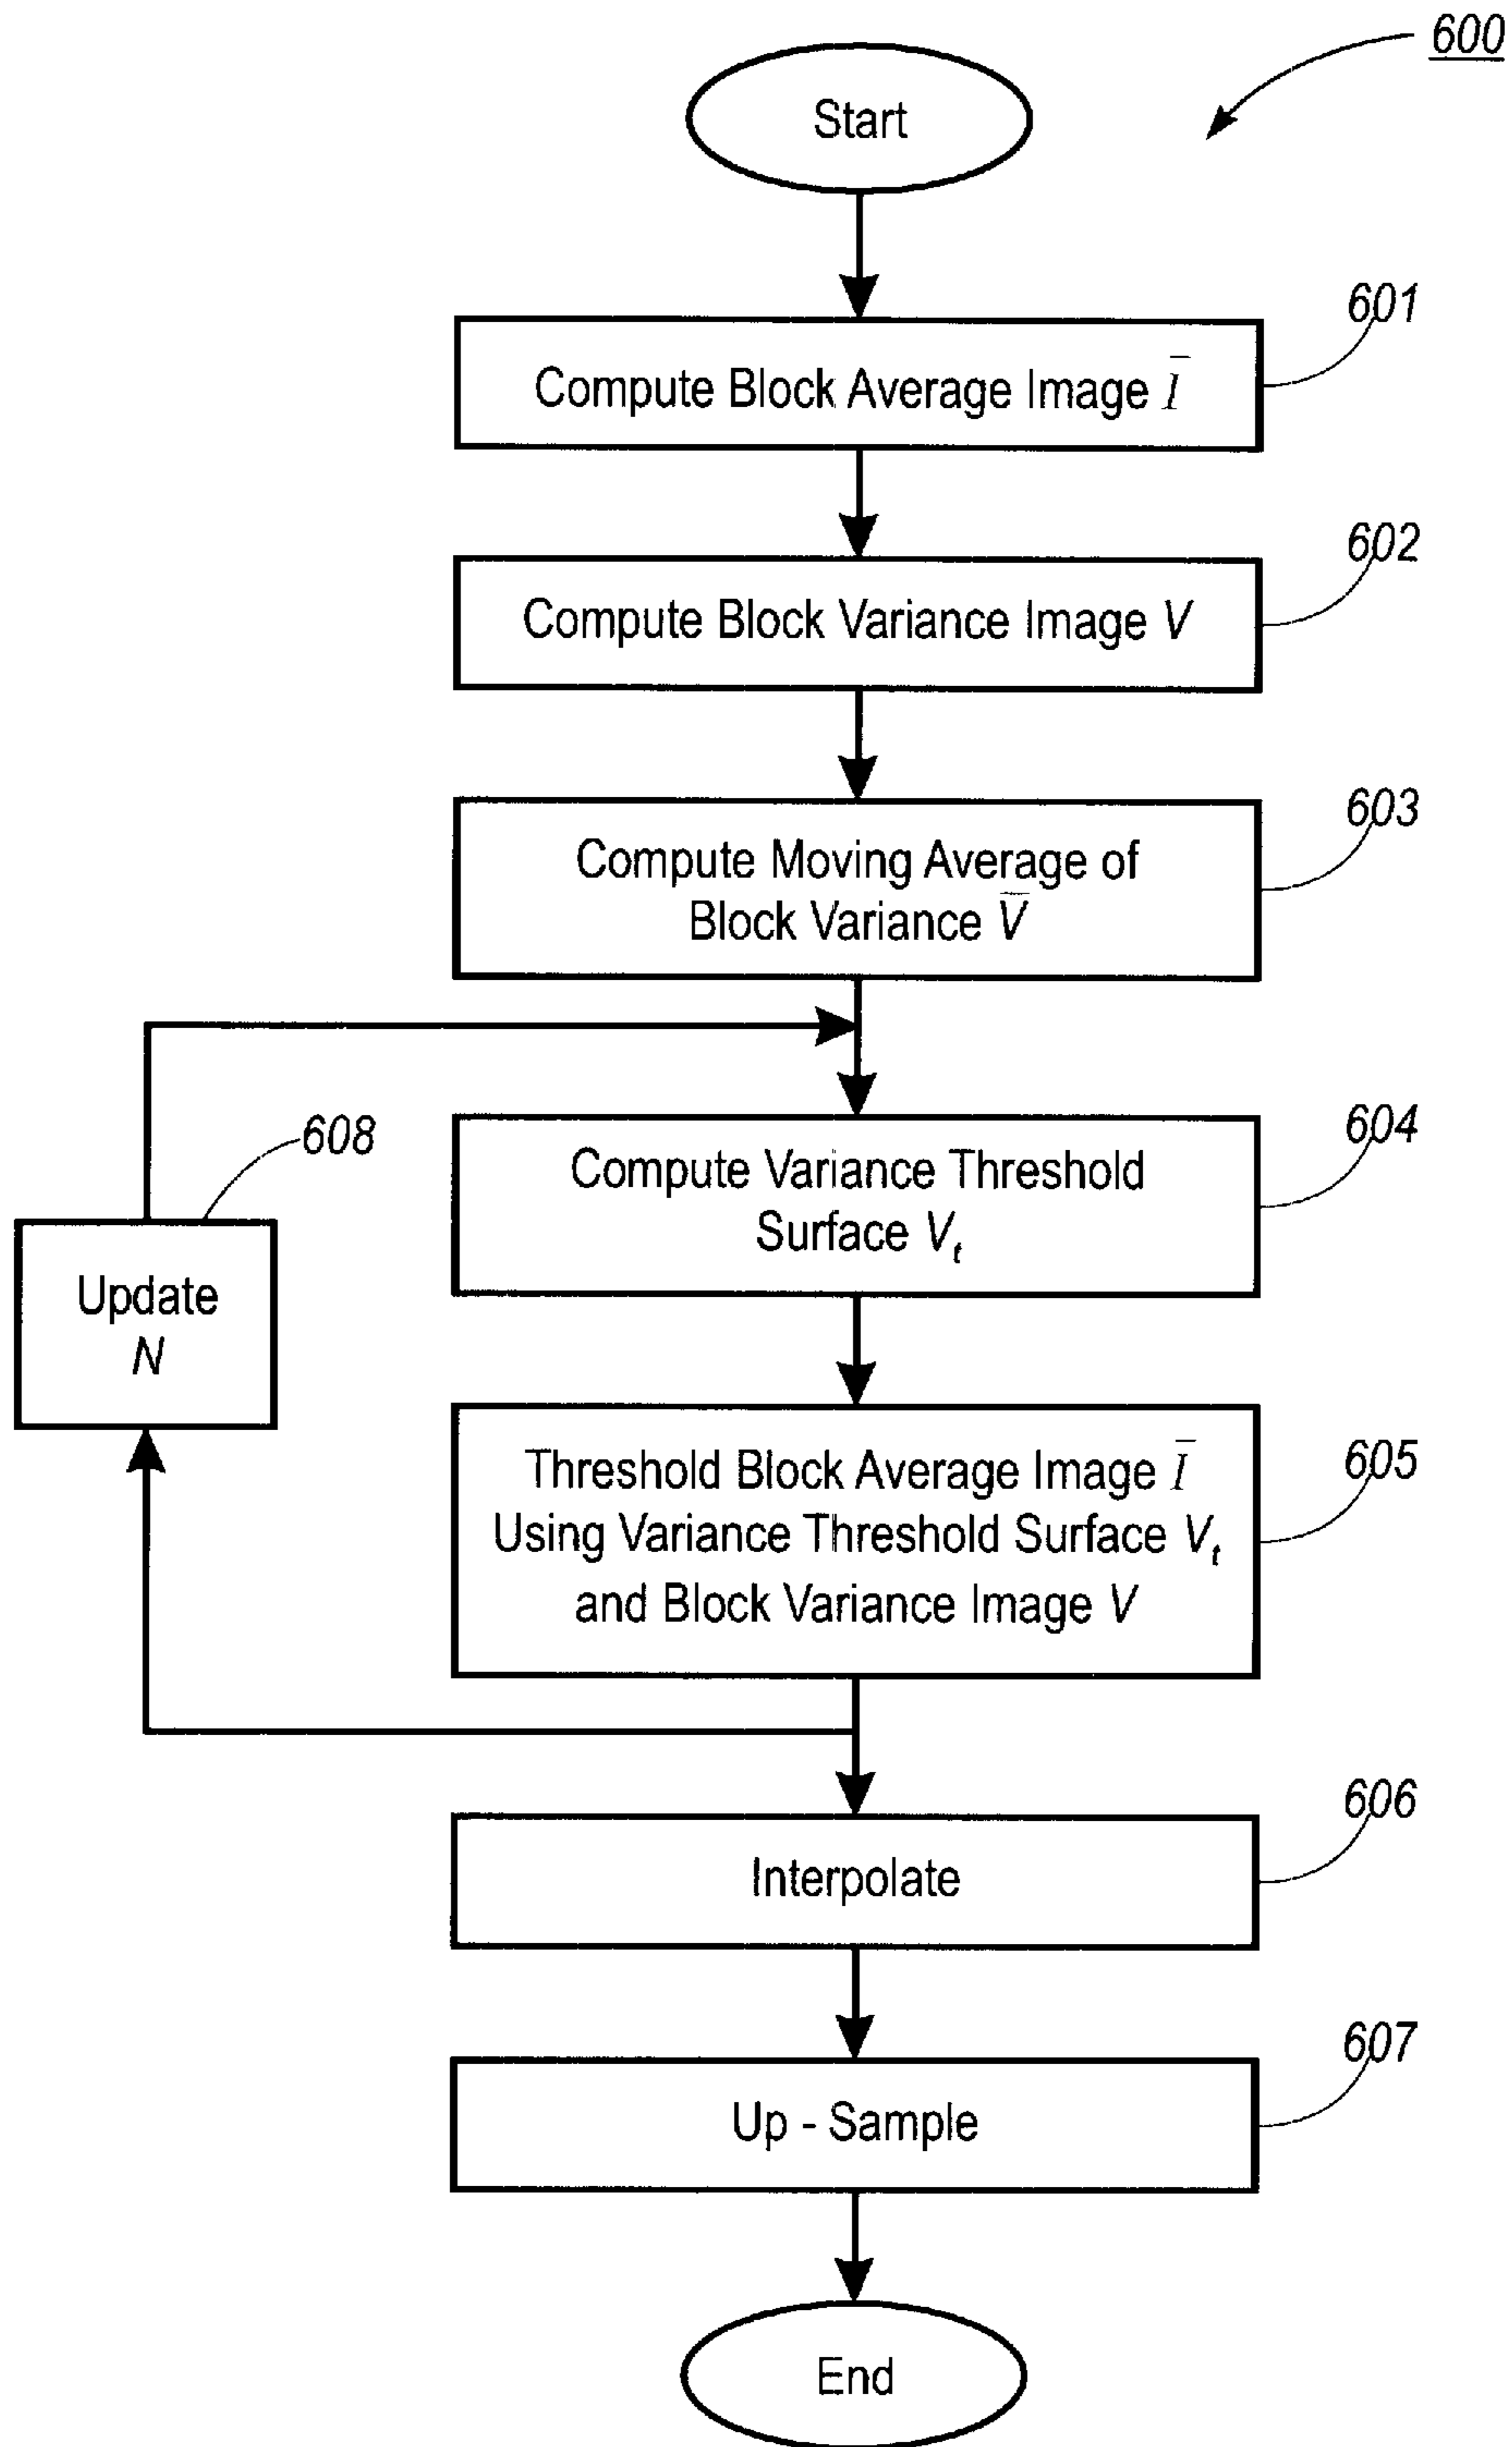 600
Start
601
Compute Block Average Image Ī
602
Compute Block Variance Image V
603
Compute Moving Average of
Block Variance V̅
604
Compute Variance Threshold
Surface Vₜ
608
Update
N
605
Threshold Block Average Image Ī
Using Variance Threshold Surface Vₜ
and Block Variance Image V
606
Interpolate
607
Up - Sample
End